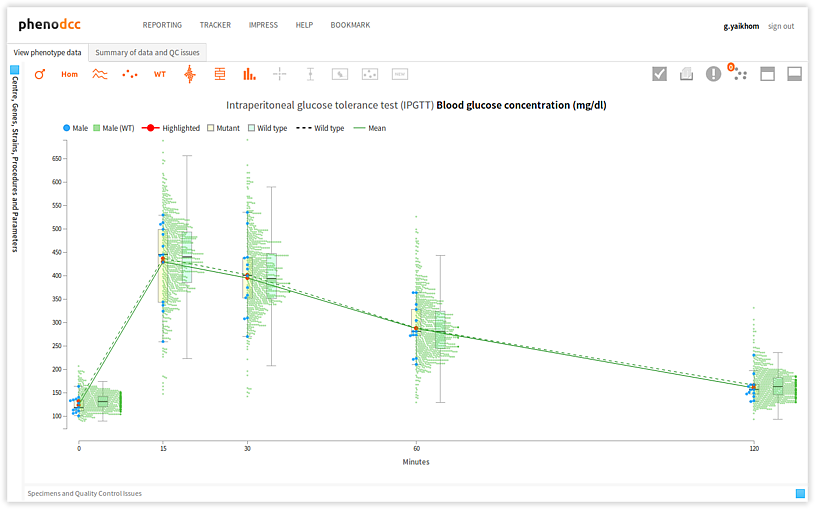 phenodcc REPORTING TRACKER IMPRESS HELP BOOKMARK g.yaikhom sign out
View phenotype data Summary of data and QC issues
Hom WT NEW 0
Centre, Genes, Strains, Procedures and Parameters
Intraperitoneal glucose tolerance test (IPGTT) Blood glucose concentration (mg/dl)
Male Male (WT) Highlighted Mutant Wild type Wild type Mean
650
600
550
500
450
400
350
300
250
200
150
100
0 15 30 60 120
Minutes
Specimens and Quality Control Issues